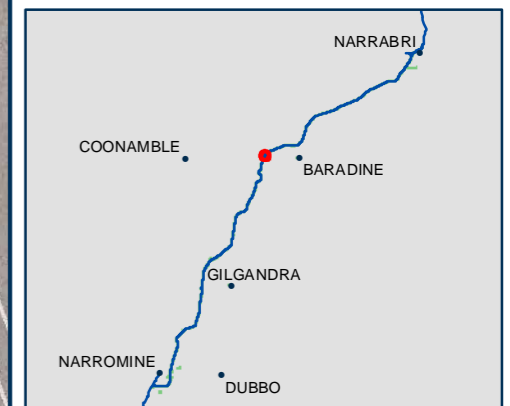 NARRABRI
COONAMBLE
BARADINE
GILGANDRA
NARROMINE
DUBBO